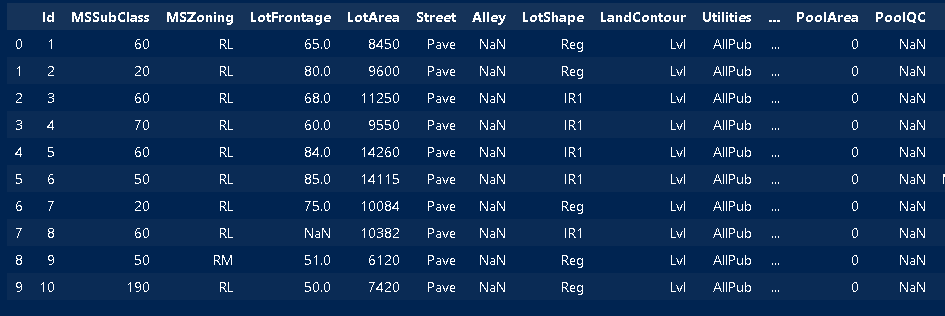 Id MSSubClass MSZoning LotFrontage LotArea Street Alley LotShape LandContour Utilities ... PoolArea PoolQC
0 1 60 RL 65.0 8450 Pave NaN Reg Lvl AllPub ... 0 NaN
1 2 20 RL 80.0 9600 Pave NaN Reg Lvl AllPub ... 0 NaN
2 3 60 RL 68.0 11250 Pave NaN IR1 Lvl AllPub ... 0 NaN
3 4 70 RL 60.0 9550 Pave NaN IR1 Lvl AllPub ... 0 NaN
4 5 60 RL 84.0 14260 Pave NaN IR1 Lvl AllPub ... 0 NaN
5 6 50 RL 85.0 14115 Pave NaN IR1 Lvl AllPub ... 0 NaN
6 7 20 RL 75.0 10084 Pave NaN Reg Lvl AllPub ... 0 NaN
7 8 60 RL NaN 10382 Pave NaN IR1 Lvl AllPub ... 0 NaN
8 9 50 RM 51.0 6120 Pave NaN Reg Lvl AllPub ... 0 NaN
9 10 190 RL 50.0 7420 Pave NaN Reg Lvl AllPub ... 0 NaN